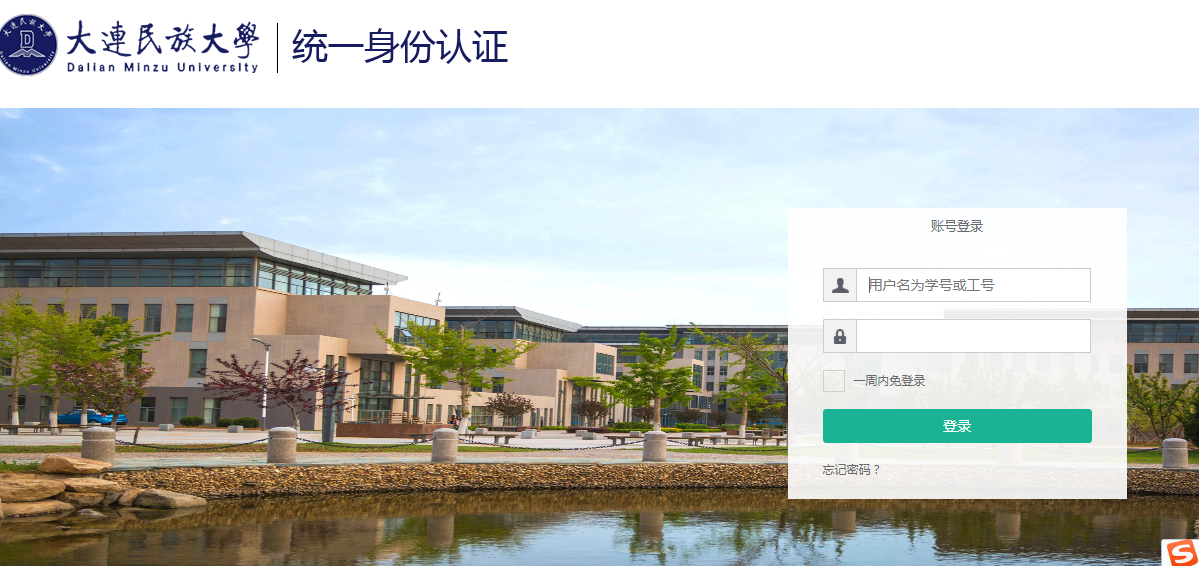 大連民族大學
Dalian Minzu University
统一身份认证
账号登录
用户名为学号或工号
一周内免登录
登录
忘记密码？